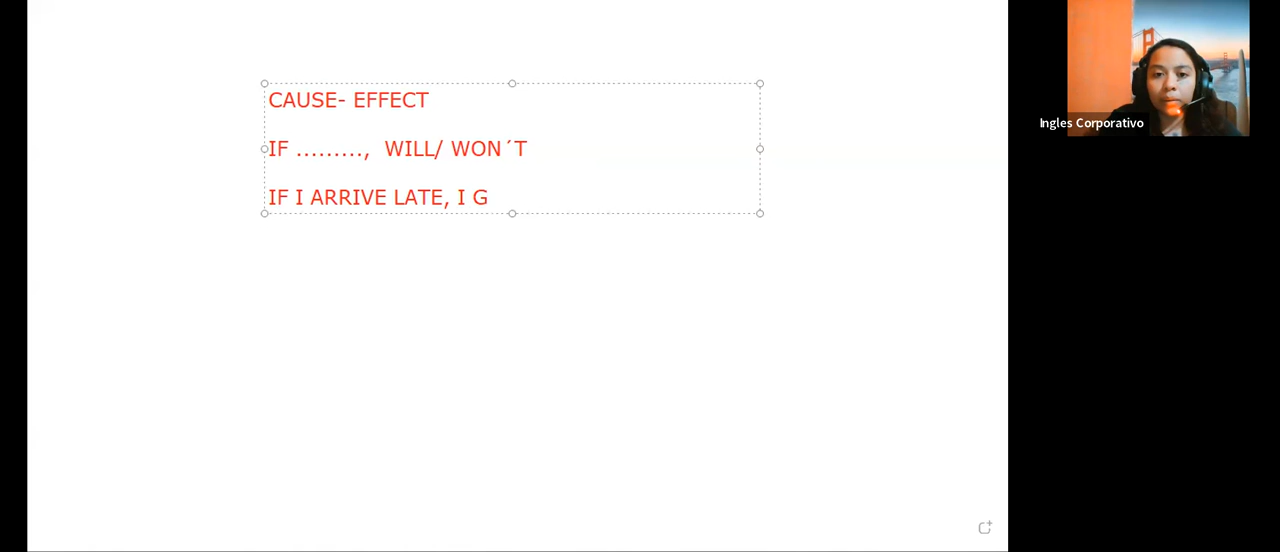 CAUSE- EFFECT
IF ........., WILL/ WON´T
IF I ARRIVE LATE, I G
Ingles Corporativo